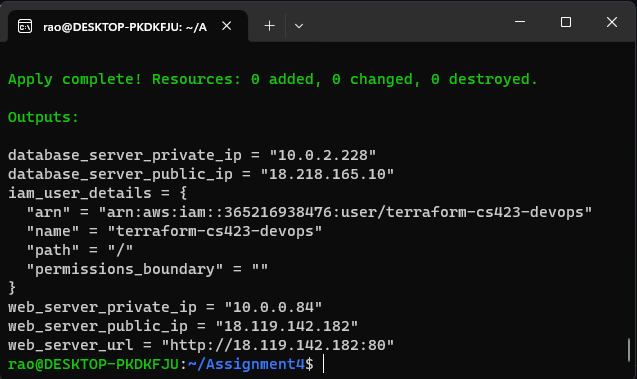 rao@DESKTOP-PKDKFJU: ~/A
Apply complete! Resources: 0 added, 0 changed, 0 destroyed.
Outputs:
database_server_private_ip = "10.0.2.228"
database_server_public_ip = "18.218.165.10"
iam_user_details = {
  "arn" = "arn:aws:iam::365216938476:user/terraform-cs423-devops"
  "name" = "terraform-cs423-devops"
  "path" = "/"
  "permissions_boundary" = ""
}
web_server_private_ip = "10.0.0.84"
web_server_public_ip = "18.119.142.182"
web_server_url = "http://18.119.142.182:80"
rao@DESKTOP-PKDKFJU:~/Assignment4$